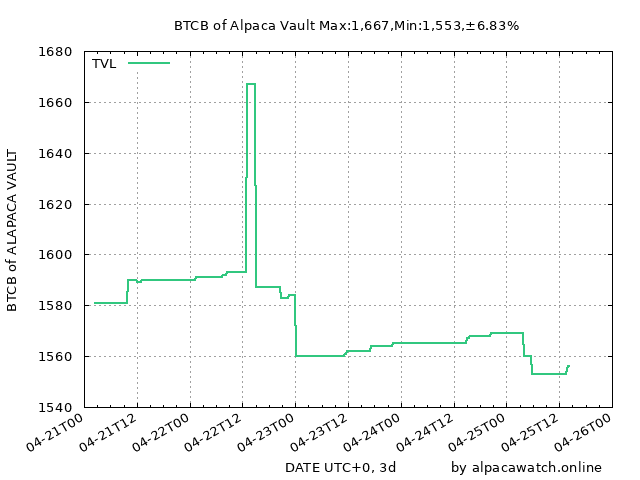 BTCB of Alpaca Vault Max:1,667,Min:1,553,±6.83%
TVL
BTCB of ALAPACA VAULT
1680
1660
1640
1620
1600
1580
1560
1540
04-21T00
04-21T12
04-22T00
04-22T12
04-23T00
04-23T12
04-24T00
04-24T12
04-25T00
04-25T12
04-26T00
DATE UTC+0, 3d
by alpacawatch.online